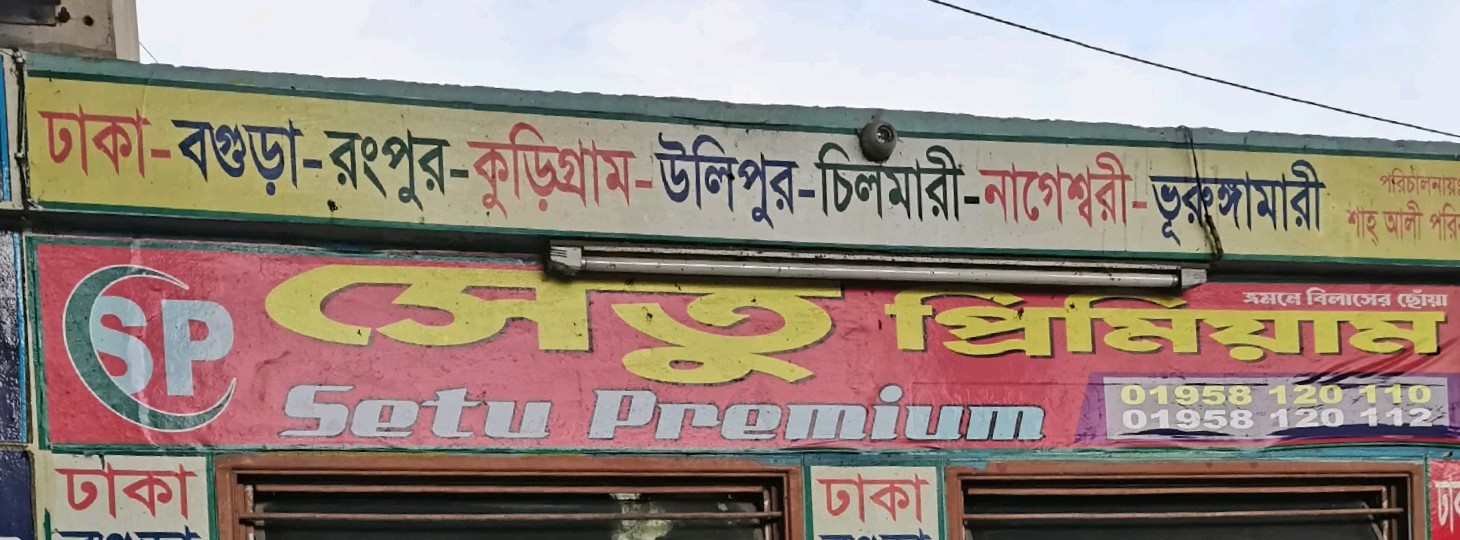 ঢাকা-বগুড়া-রংপুর-কুড়িগ্রাম-উলিপুর-চিলমারী-নাগেশ্বরী-ভূরুঙ্গামারী
পরিচালনায়ঃ
শাহ্ আলী
SP
সেতু প্রিমিয়াম
ভ্রমনে বিলাসের ছোঁয়া
Setu Premium
01958 120 110
01958 120 112
ঢাকা
ঢাকা